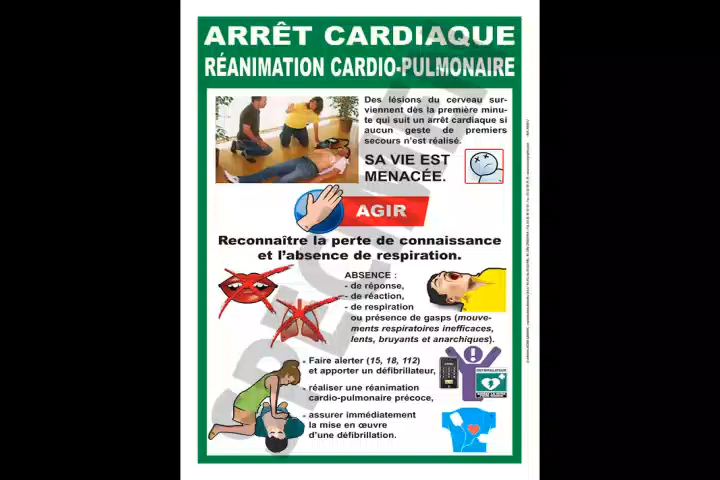 ARRÊT CARDIAQUE
RÉANIMATION CARDIO-PULMONAIRE
Des lésions du cerveau sur-
viennent dès la première minu-
te qui suit un arrêt cardiaque si
aucun geste de premiers
secours n'est réalisé.
SA VIE EST
MENACÉE.
AGIR
Reconnaître la perte de connaissance
et l'absence de respiration.
ABSENCE :
- de réponse,
- de réaction,
- de respiration
ou présence de gasps (mouve-
ments respiratoires inefficaces,
lents, bruyants et anarchiques).
- Faire alerter (15, 18, 112)
et apporter un défibrillateur,
- réaliser une réanimation
cardio-pulmonaire précoce,
- assurer immédiatement
la mise en œuvre
d'une défibrillation.
SPECIMEN